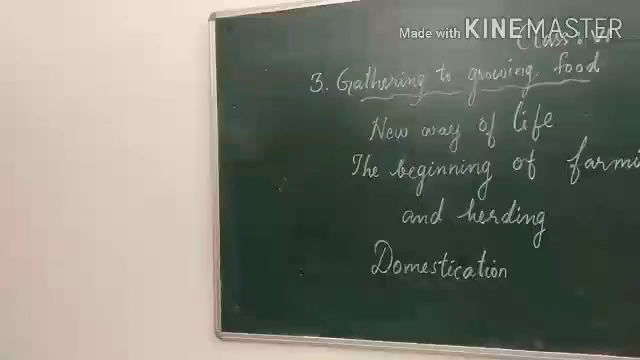 Made with KINEMASTER
Class: VI
3. Gathering to growing food
New way of life
The beginning of farmi
and herding
Domestication